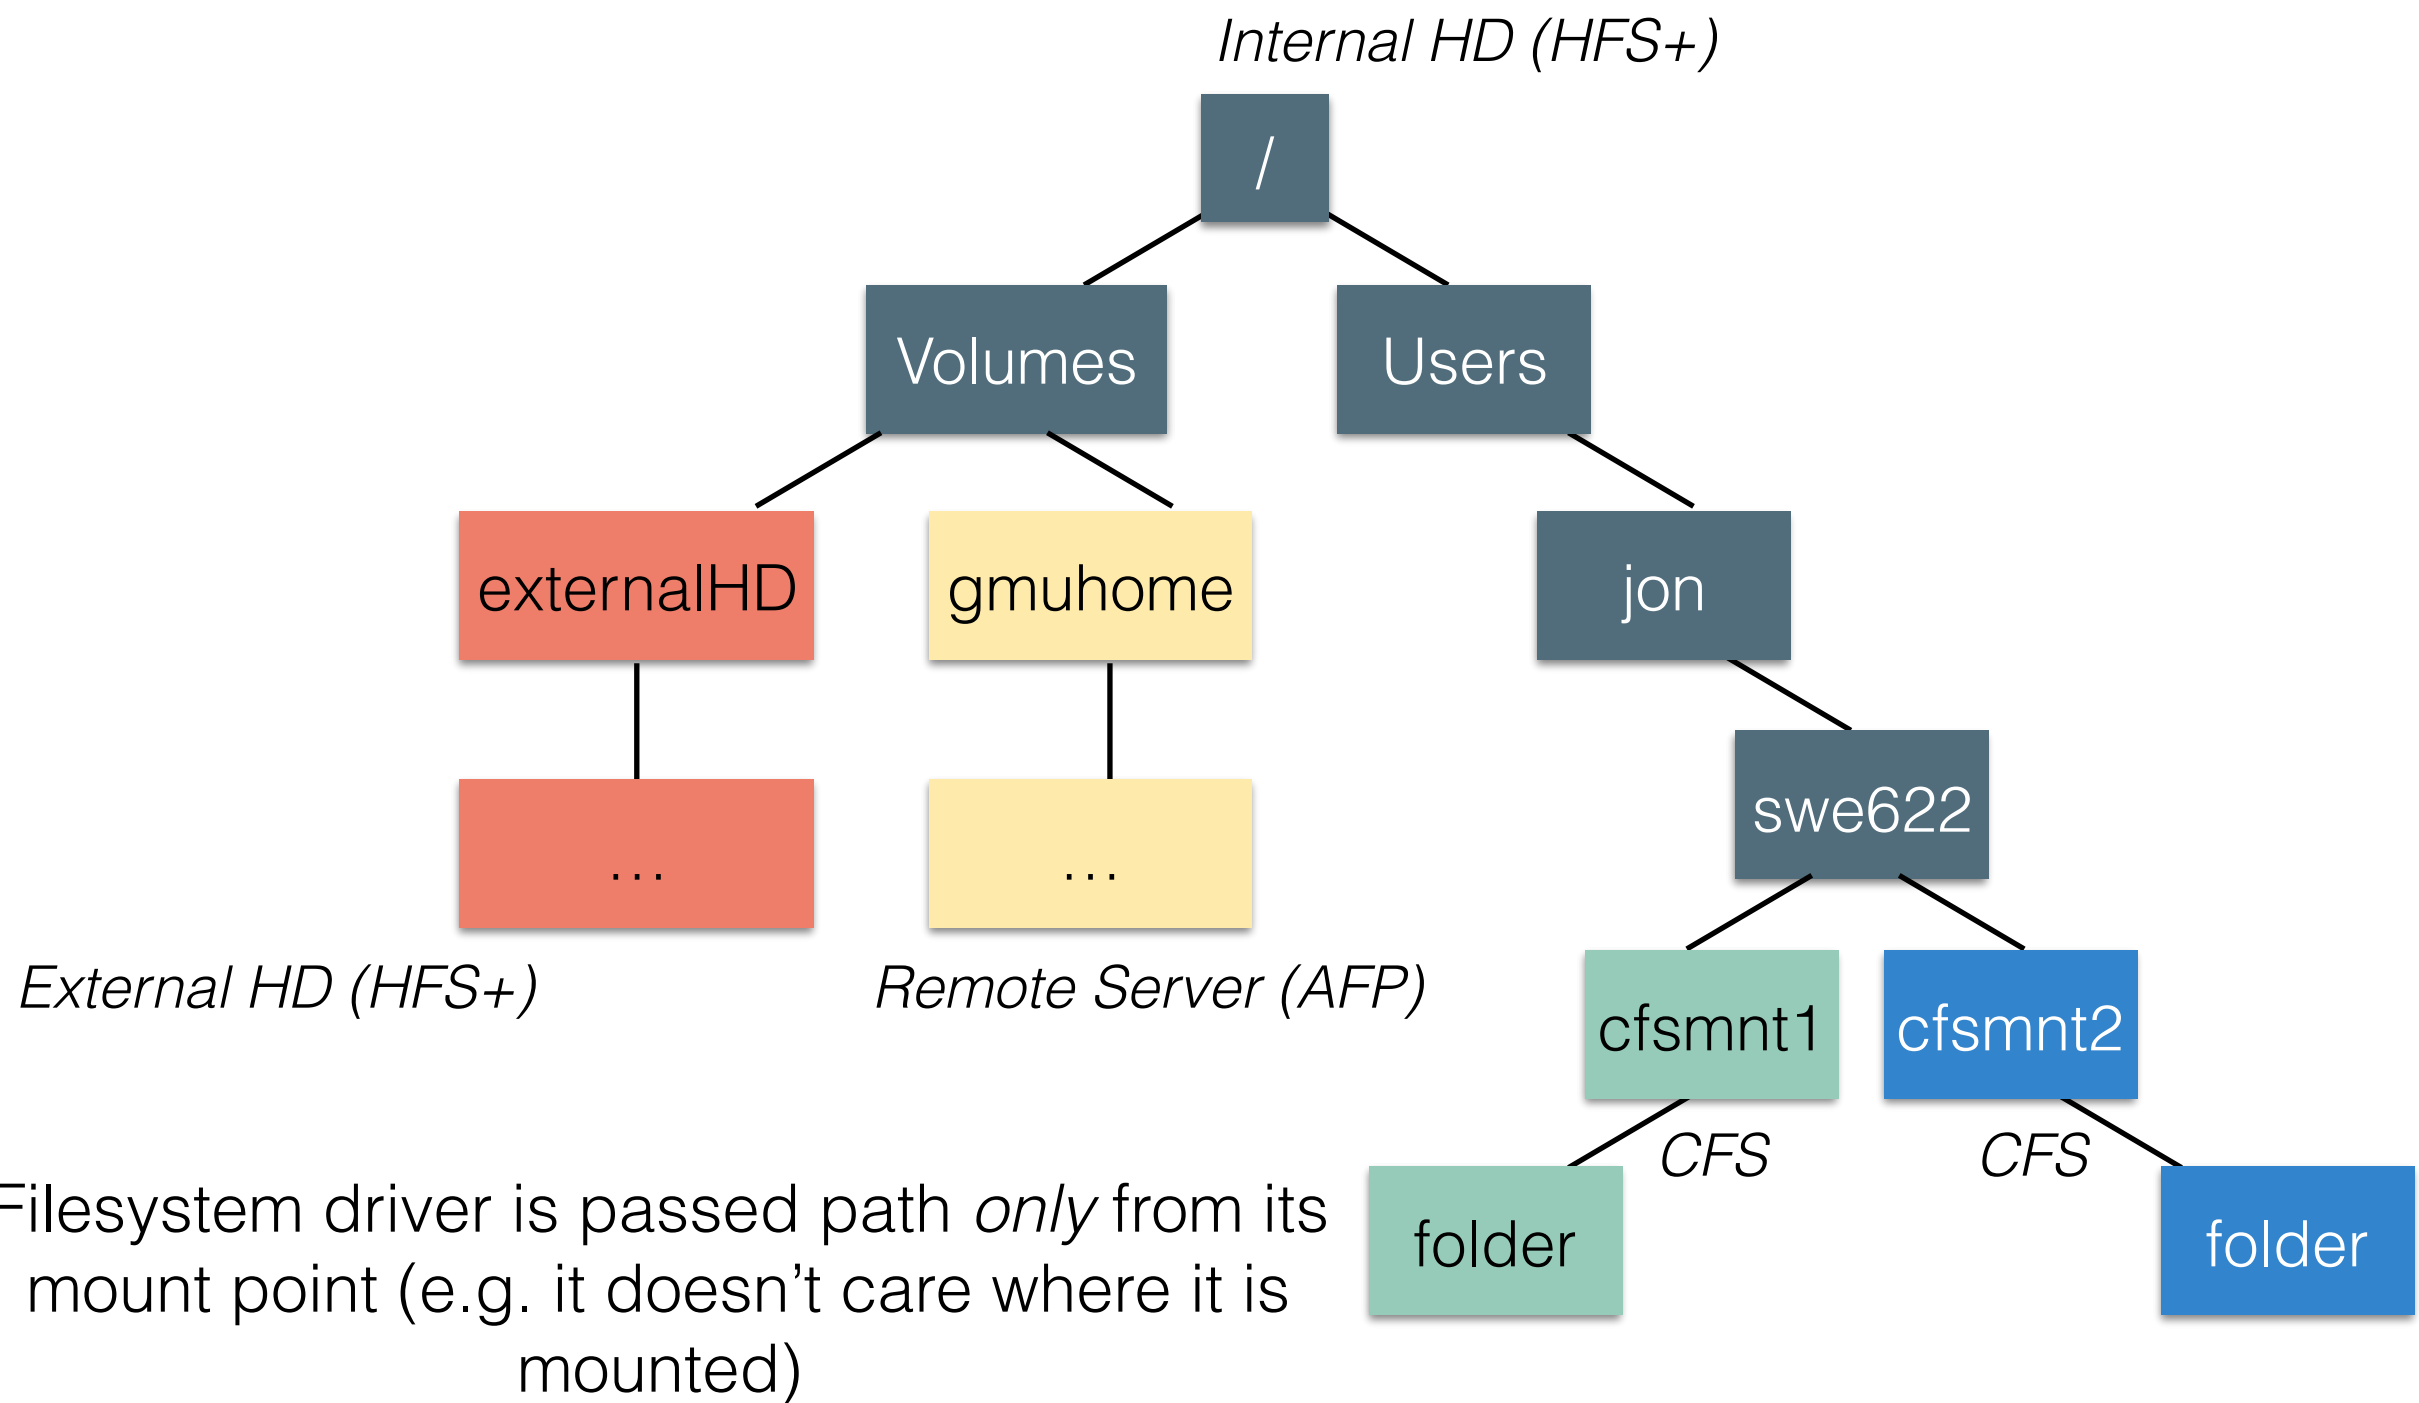 Internal HD (HFS+)
/
Volumes
Users
externalHD
gmuhome
jon
swe622
...
...
External HD (HFS+)
Remote Server (AFP)
cfsmnt1
cfsmnt2
CFS
CFS
Filesystem driver is passed path only from its
mount point (e.g. it doesn’t care where it is
mounted)
folder
folder